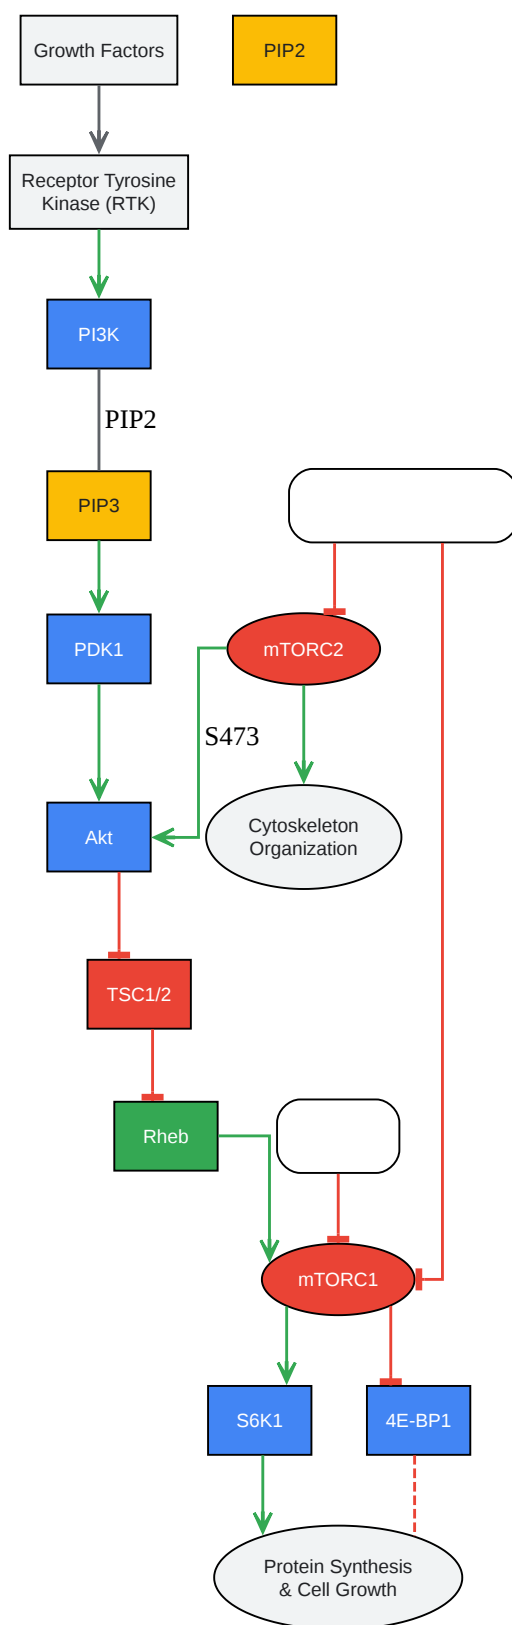 Growth Factors
PIP2
Receptor Tyrosine
Kinase (RTK)
PI3K
PIP2
PIP3
PDK1
mTORC2
S473
Akt
Cytoskeleton
Organization
TSC1/2
Rheb
mTORC1
S6K1
4E-BP1
Protein Synthesis
& Cell Growth